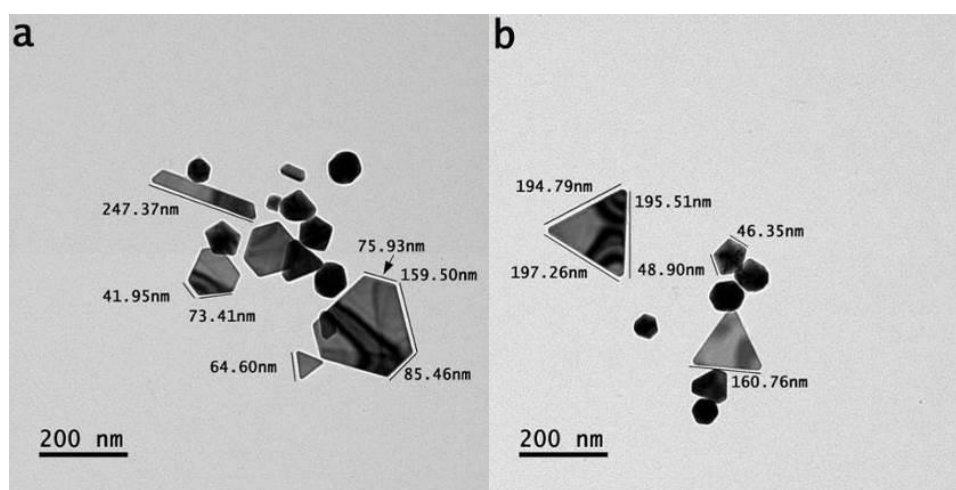 a
247.37nm
75.93nm
159.50nm
41.95nm
73.41nm
64.60nm
85.46nm
200 nm
b
194.79nm
195.51nm
46.35nm
197.26nm
48.90nm
160.76nm
200 nm